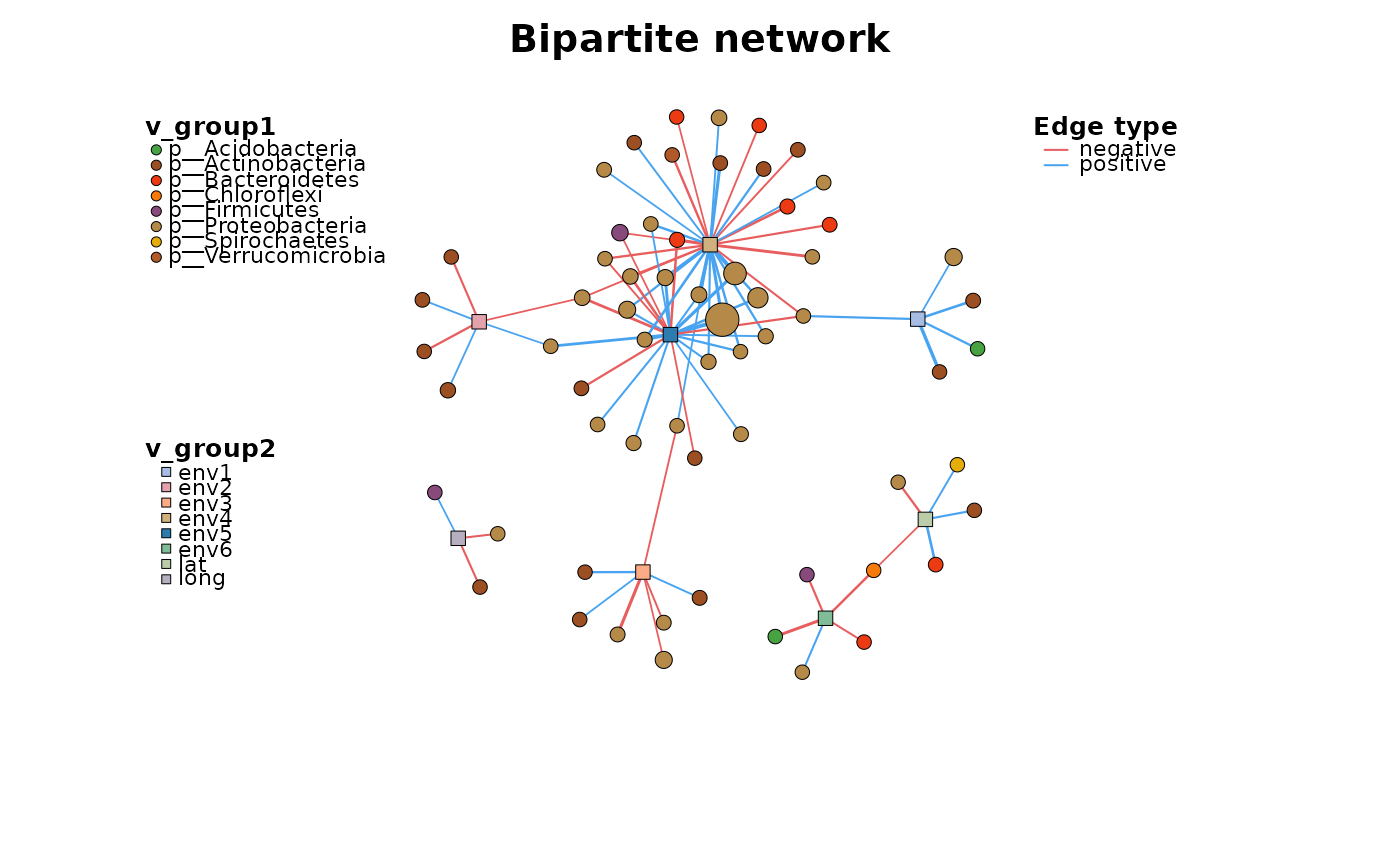 Bipartite network
v_group1
p__Acidobacteria
p__Actinobacteria
p__Bacteroidetes
p__Chloroflexi
p__Firmicutes
p__Proteobacteria
p__Spirochaetes
p__Verrucomicrobia
Edge type
negative
positive
v_group2
env1
env2
env3
env4
env5
env6
lat
long